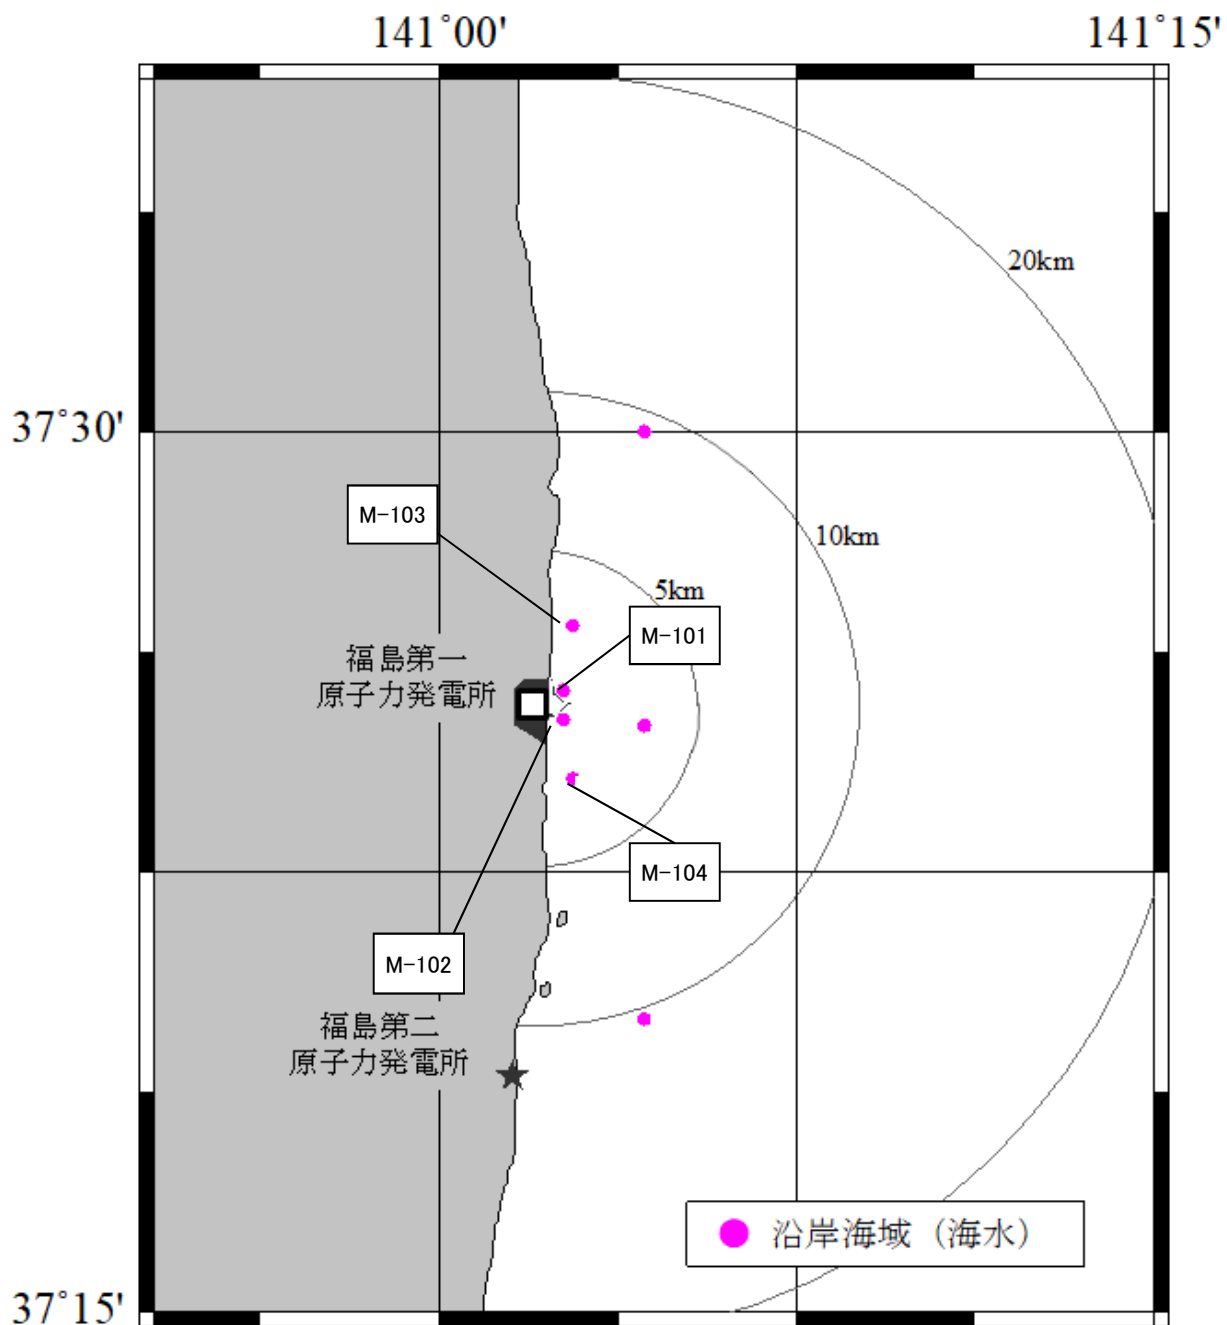 141°00'
141°15'
20km
37°30'
M-103
10km
5km
M-101
福島第一
原子力発電所
M-104
M-102
福島第二
原子力発電所
沿岸海域（海水）
37°15'